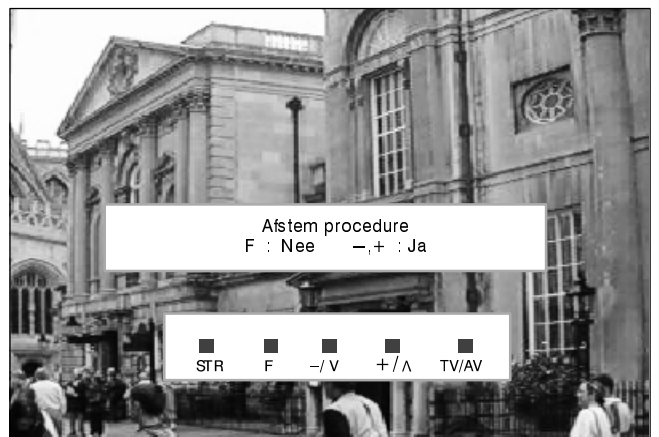 Afstem procedure
F : Nee –,+ : Ja
STR F –/V +/Λ TV/AV